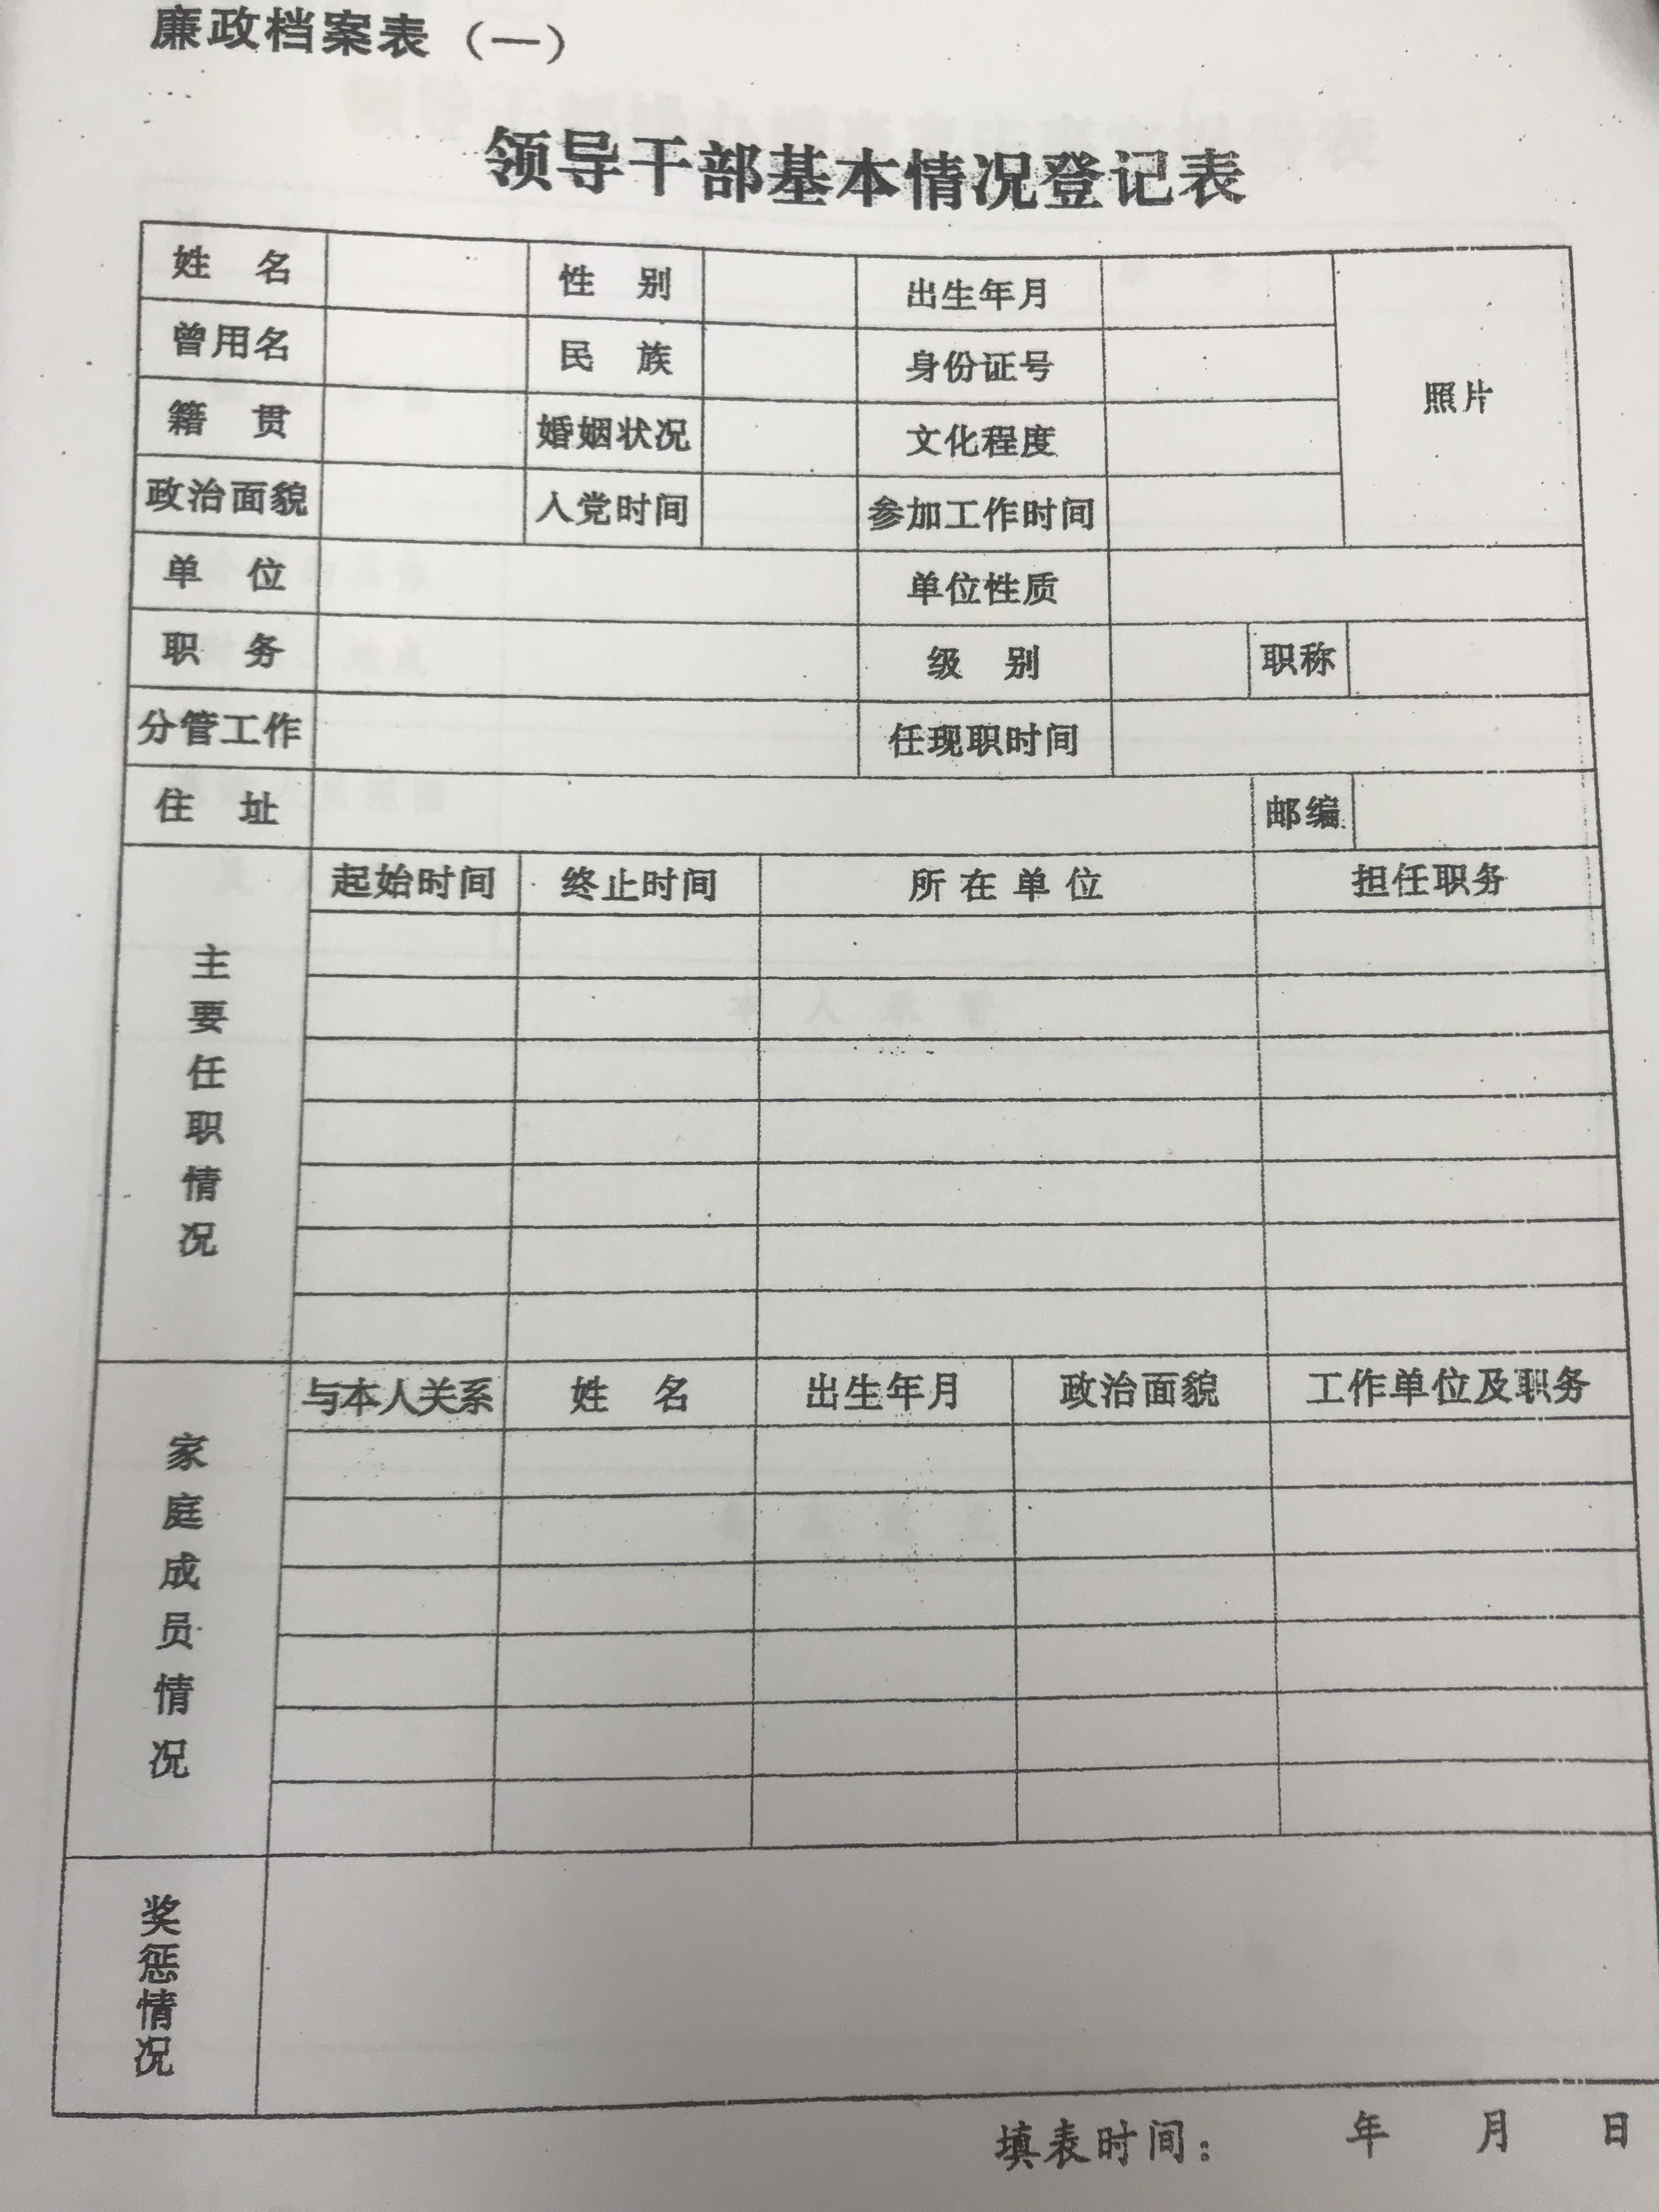 廉政档案表（一）
领导干部基本情况登记表
姓 名 性 别 出生年月 照片
曾用名 民 族 身份证号
籍 贯 婚姻状况 文化程度
政治面貌 入党时间 参加工作时间
单 位 单位性质
职 务 级 别 职称
分管工作 任现职时间
住 址 邮编
主要任职情况
起始时间 终止时间 所在单位 担任职务
家庭成员情况
与本人关系 姓 名 出生年月 政治面貌 工作单位及职务
奖惩情况
填表时间： 年 月 日